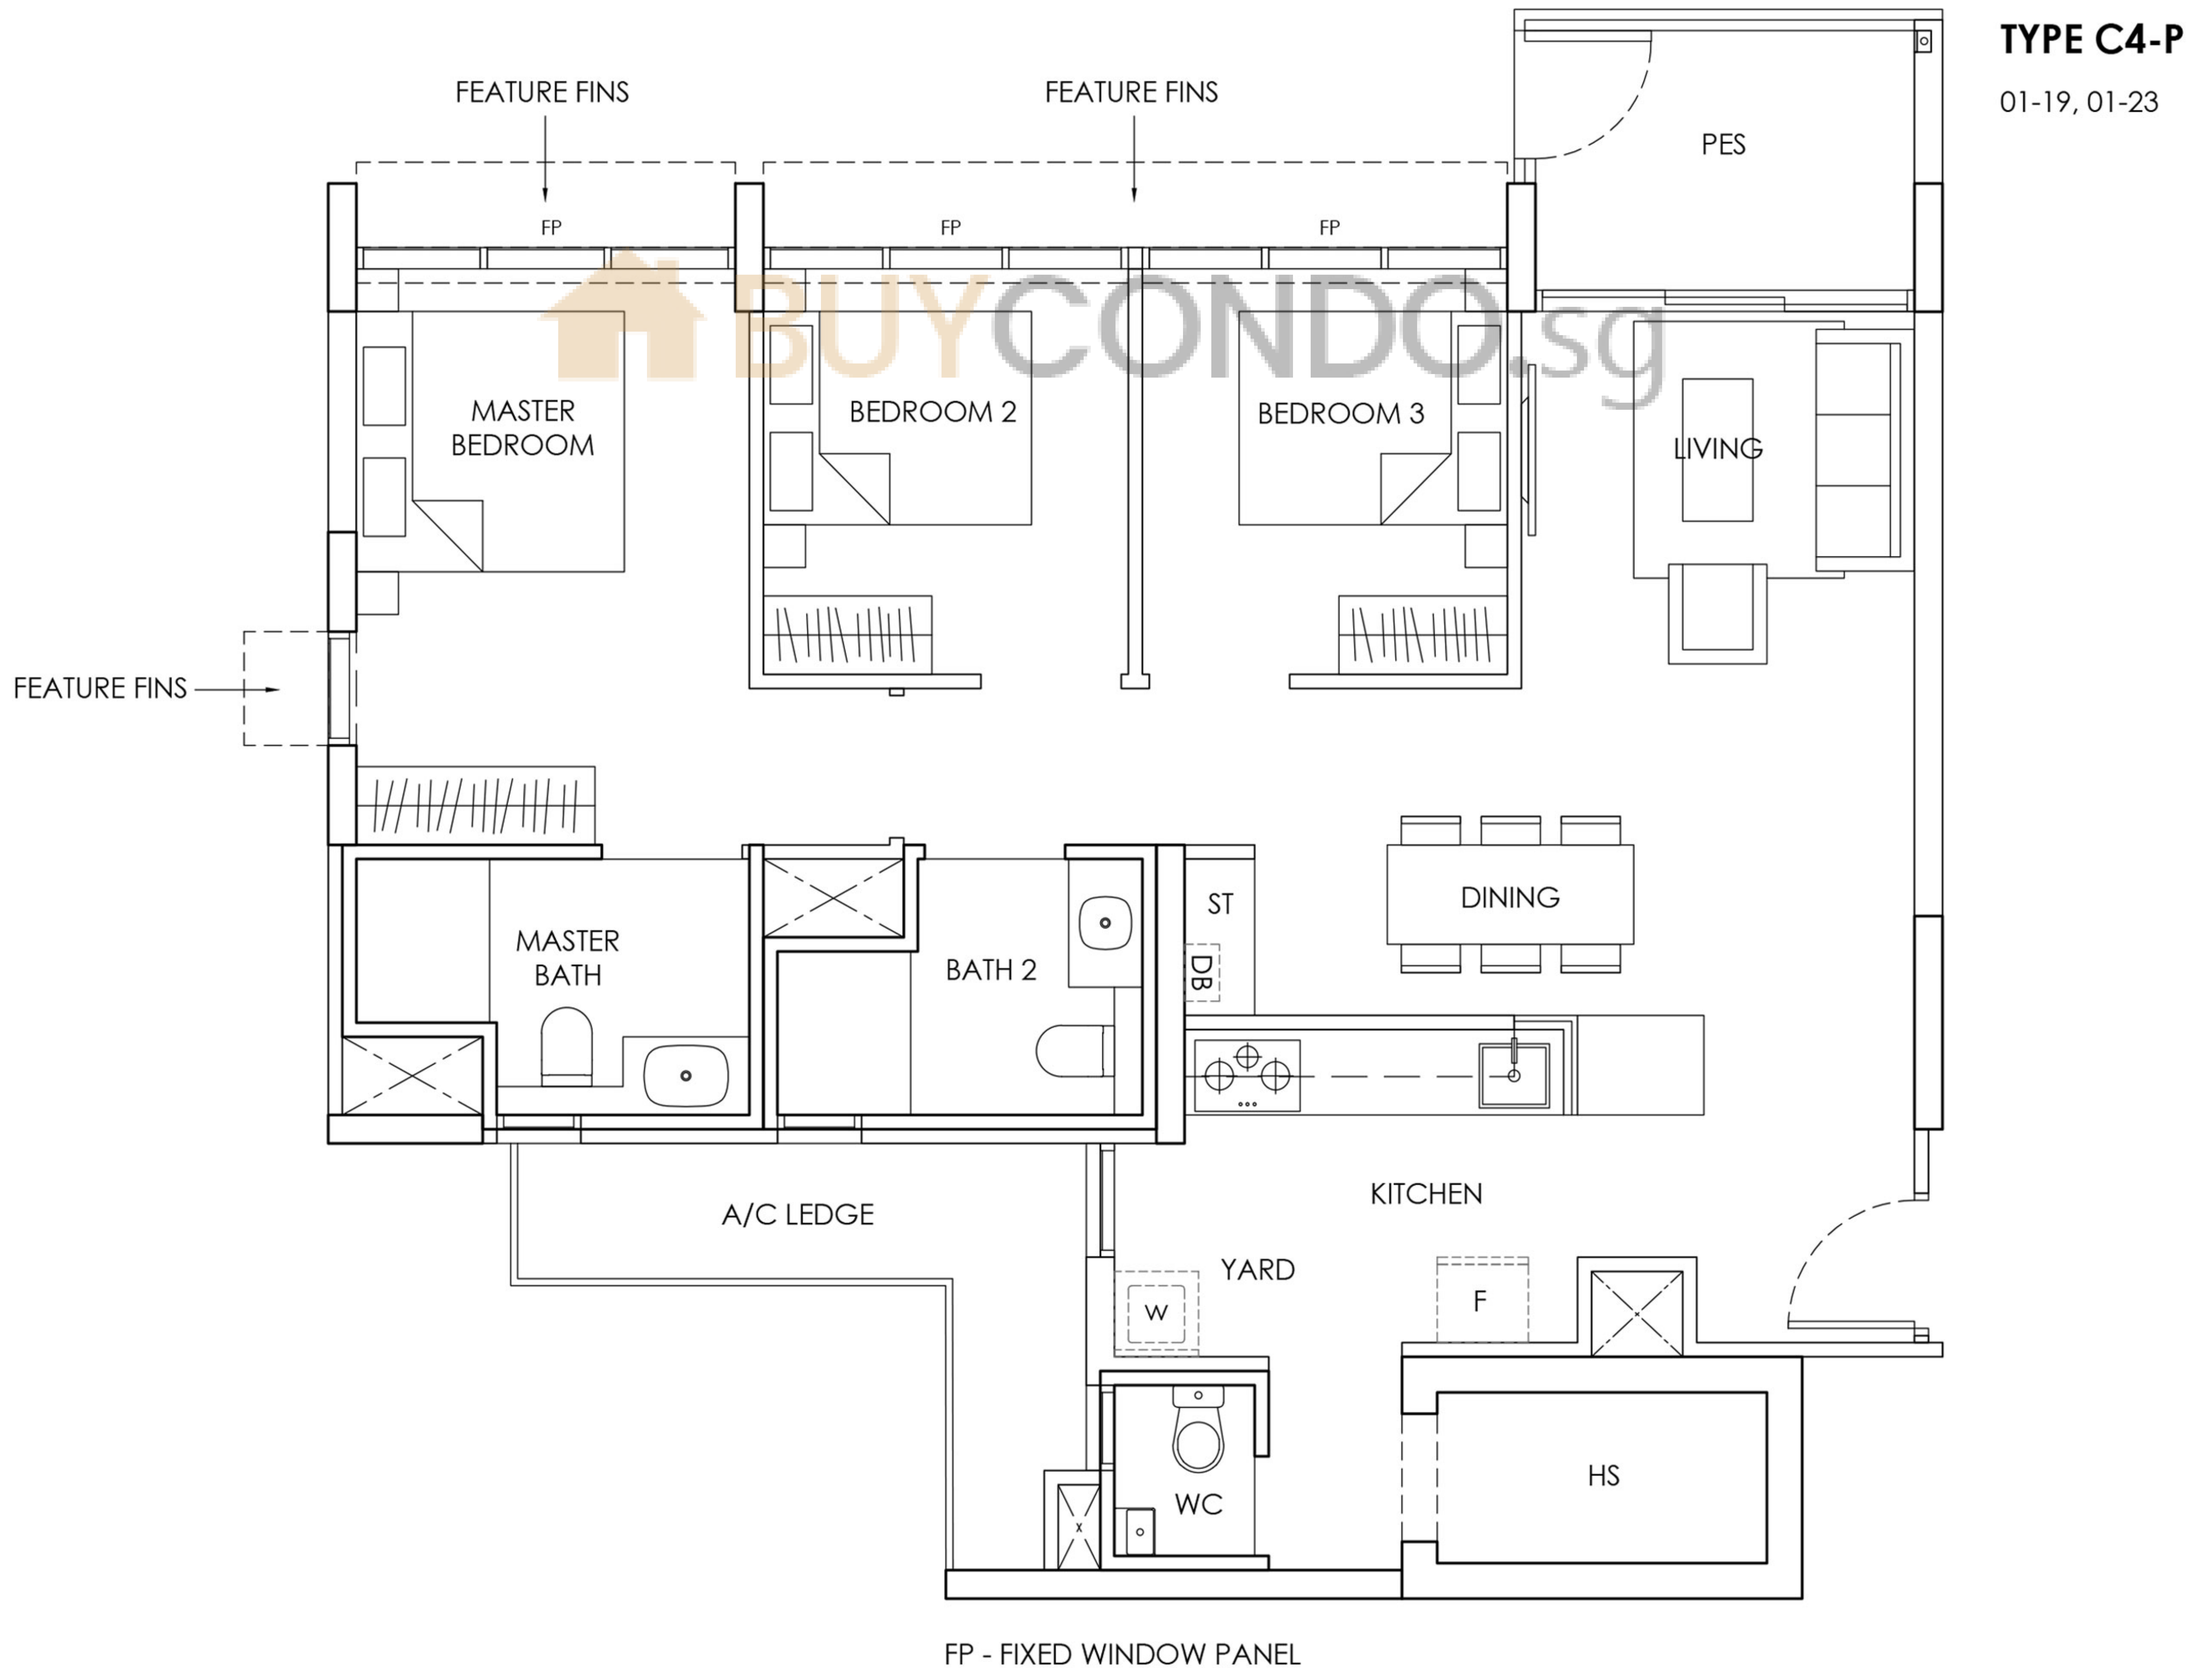 TYPE C4-P
01-19, 01-23
FEATURE FINS
FEATURE FINS
PES
FP
FP
FP
BUYCONDO.sg
MASTER
BEDROOM
BEDROOM 2
BEDROOM 3
LIVING
FEATURE FINS
ST
DINING
MASTER
BATH
BATH 2
DB
A/C LEDGE
KITCHEN
YARD
W
F
HS
WC
FP - FIXED WINDOW PANEL